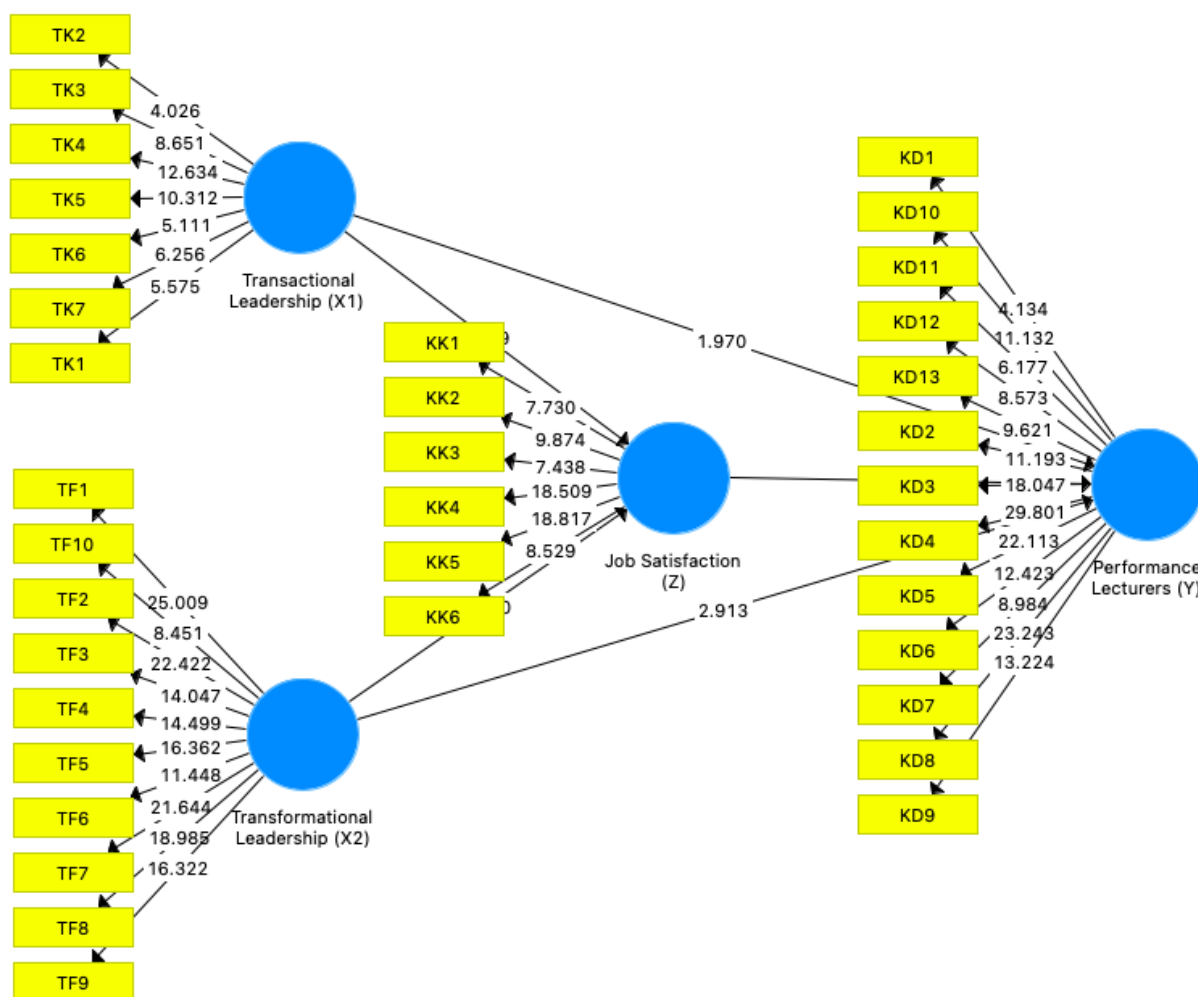 TK2
TK3
TK4
TK5
TK6
TK7
TK1
4.026
8.651
12.634
10.312
5.111
6.256
5.575
Transactional
Leadership (X1)
TF1
TF10
TF2
TF3
TF4
TF5
TF6
TF7
TF8
TF9
25.009
8.451
22.422
14.047
14.499
16.362
11.448
21.644
18.985
16.322
Transformational
Leadership (X2)
KK1
KK2
KK3
KK4
KK5
KK6
7.730
9.874
7.438
18.509
18.817
8.529
Job Satisfaction
(Z)
1.970
2.913
KD1
KD10
KD11
KD12
KD13
KD2
KD3
KD4
KD5
KD6
KD7
KD8
KD9
4.134
11.132
6.177
8.573
9.621
11.193
18.047
29.801
22.113
12.423
8.984
23.243
13.224
Performance
Lecturers (Y)